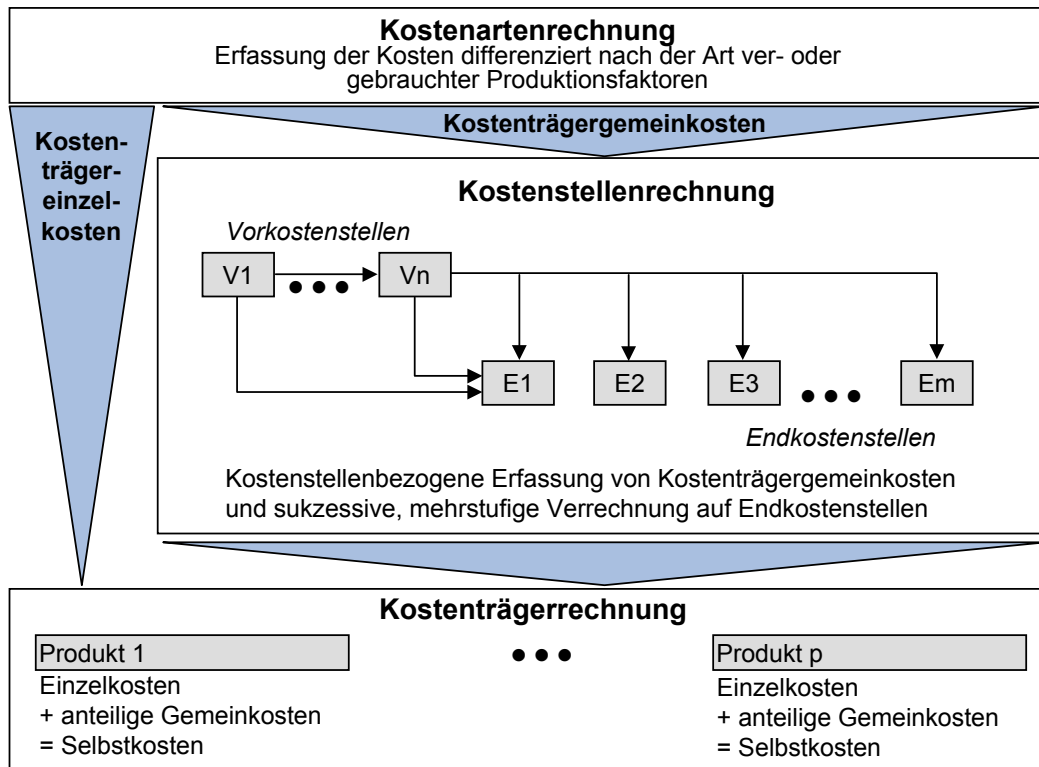 Kostenartenrechnung
Erfassung der Kosten differenziert nach der Art ver- oder
gebrauchter Produktionsfaktoren
Kosten-
träger-
einzel-
kosten
Kostenträgergemeinkosten
Kostenstellenrechnung
Vorkostenstellen
V1
Vn
E1
E2
E3
Em
Endkostenstellen
Kostenstellenbezogene Erfassung von Kostenträgergemeinkosten
und sukzessive, mehrstufige Verrechnung auf Endkostenstellen
Kostenträgerrechnung
Produkt 1
Einzelkosten
+ anteilige Gemeinkosten
= Selbstkosten
Produkt p
Einzelkosten
+ anteilige Gemeinkosten
= Selbstkosten